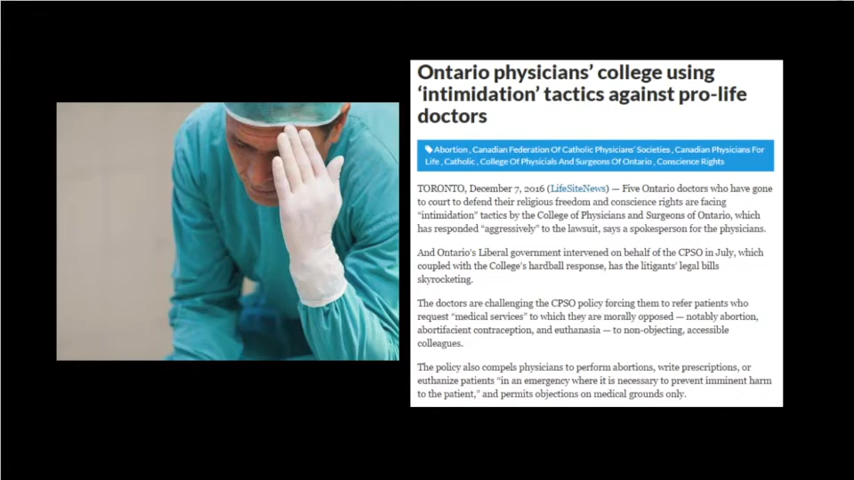 Ontario physicians' college using
'intimidation' tactics against pro-life
doctors
Abortion , Canadian Federation Of Catholic Physicians' Societies , Canadian Physicians For
Life , Catholic , College Of Physicials And Surgeons Of Ontario , Conscience Rights
TORONTO, December 7, 2016 (LifeSiteNews) — Five Ontario doctors who have gone
to court to defend their religious freedom and conscience rights are facing
"intimidation" tactics by the College of Physicians and Surgeons of Ontario, which
has responded "aggressively" to the lawsuit, says a spokesperson for the physicians.
And Ontario's Liberal government intervened on behalf of the CPSO in July, which
coupled with the College's hardball response, has the litigants' legal bills
skyrocketing.
The doctors are challenging the CPSO policy forcing them to refer patients who
request "medical services" to which they are morally opposed — notably abortion,
abortifacient contraception, and euthanasia — to non-objecting, accessible
colleagues.
The policy also compels physicians to perform abortions, write prescriptions, or
euthanize patients "in an emergency where it is necessary to prevent imminent harm
to the patient," and permits objections on medical grounds only.